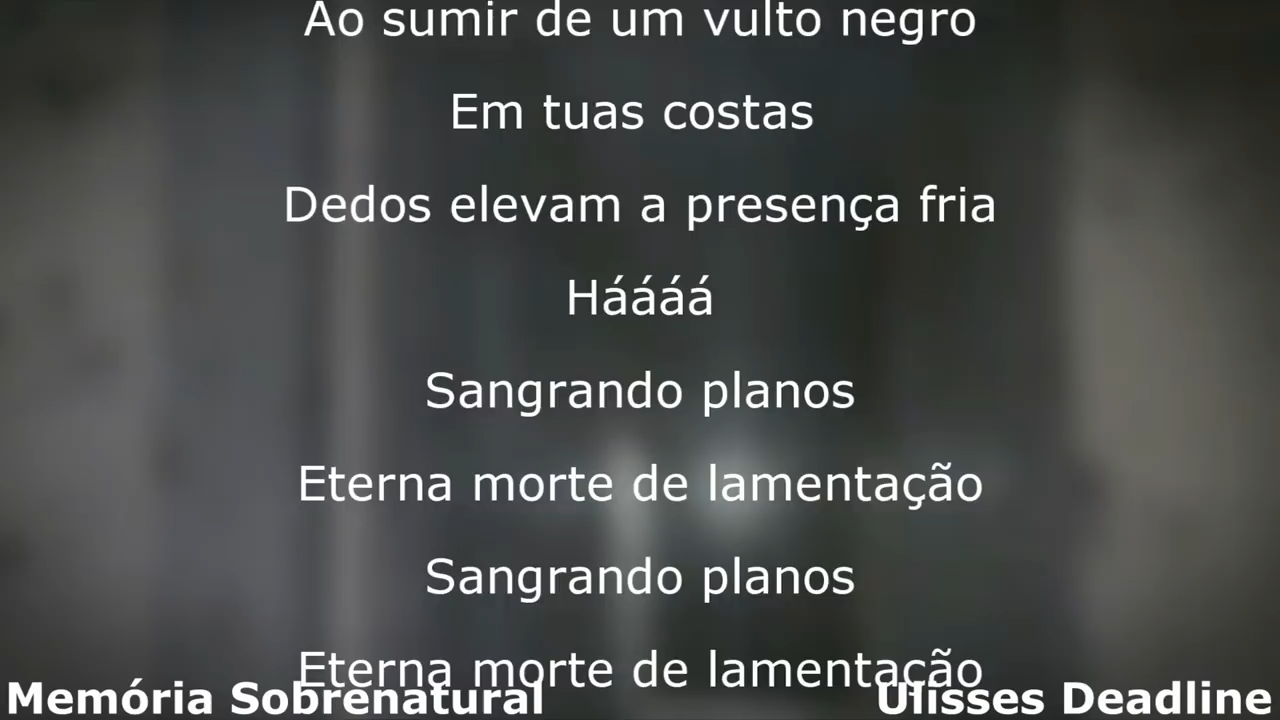 Ao sumir de um vulto negro
Em tuas costas
Dedos elevam a presença fria
Háááá
Sangrando planos
Eterna morte de lamentação
Sangrando planos
Eterna morte de lamentação
Memória Sobrenatural
Ulisses Deadline